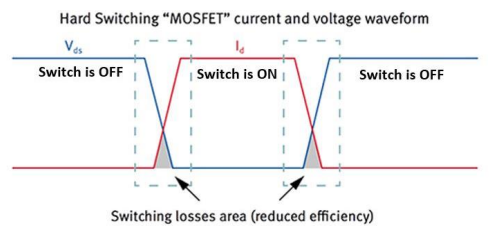 Hard Switching “MOSFET” current and voltage waveform
Vds
Id
Switch is OFF
Switch is ON
Switch is OFF
Switching losses area (reduced efficiency)